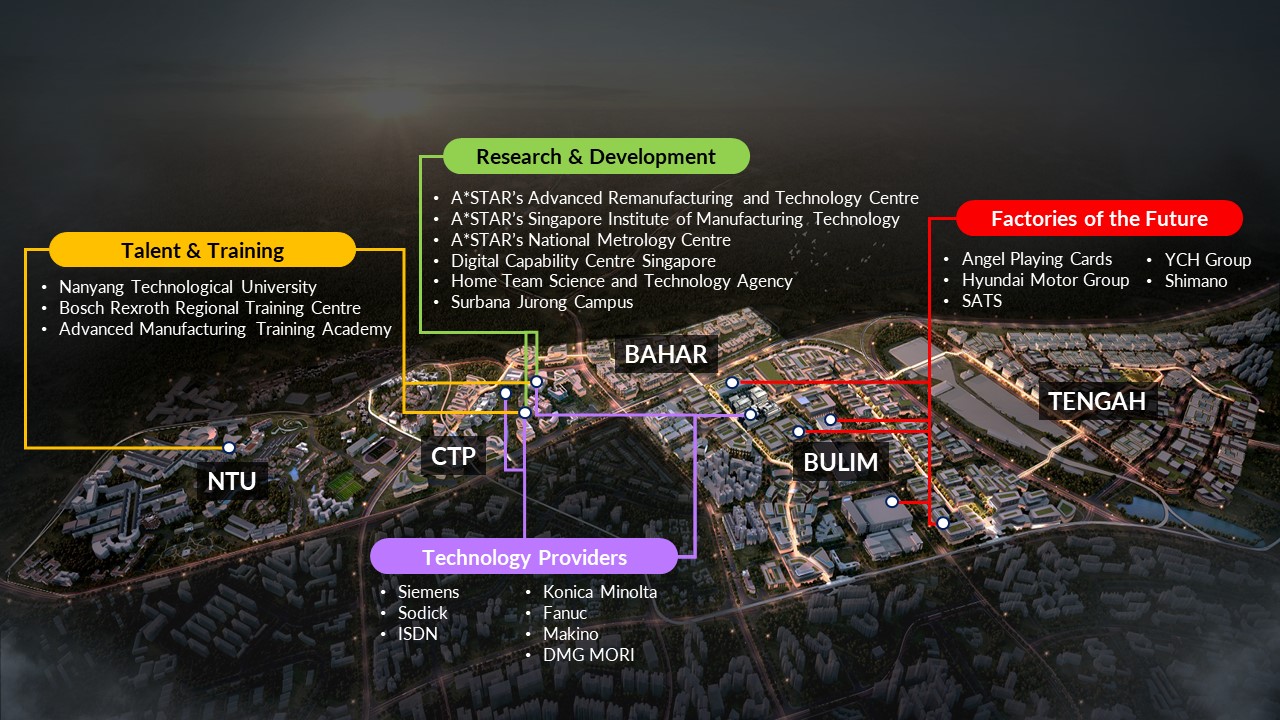 Research & Development
• A*STAR’s Advanced Remanufacturing and Technology Centre
• A*STAR’s Singapore Institute of Manufacturing Technology
• A*STAR’s National Metrology Centre
• Digital Capability Centre Singapore
• Home Team Science and Technology Agency
• Surbana Jurong Campus
Factories of the Future
• Angel Playing Cards
• Hyundai Motor Group
• SATS
• YCH Group
• Shimano
Talent & Training
• Nanyang Technological University
• Bosch Rexroth Regional Training Centre
• Advanced Manufacturing Training Academy
BAHAR
TENGAH
CTP
BULIM
NTU
Technology Providers
• Siemens
• Sodick
• ISDN
• Konica Minolta
• Fanuc
• Makino
• DMG MORI